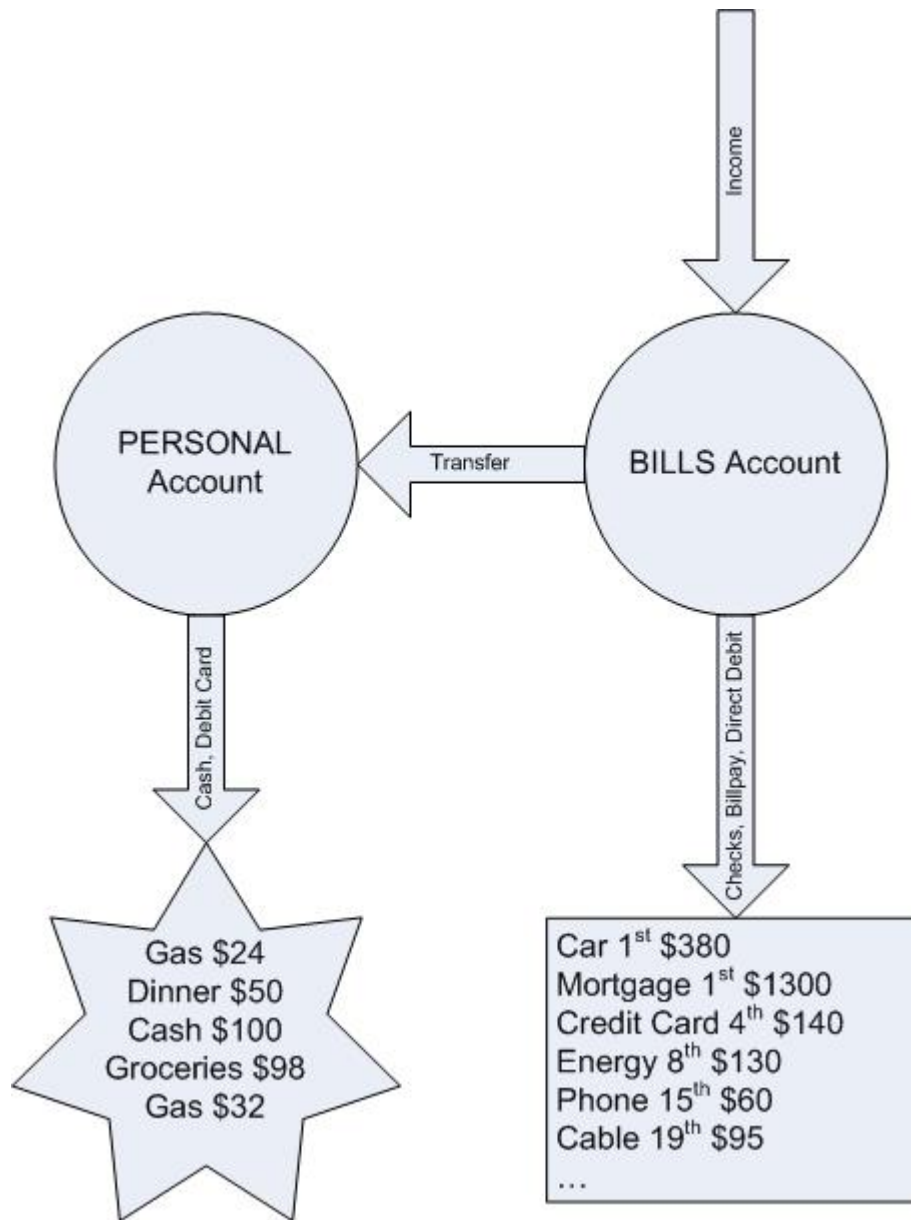 Income
PERSONAL
Account
Transfer
BILLS Account
Cash, Debit Card
Checks, Billpay, Direct Debit
Gas $24
Dinner $50
Cash $100
Groceries $98
Gas $32
Car 1st $380
Mortgage 1st $1300
Credit Card 4th $140
Energy 8th $130
Phone 15th $60
Cable 19th $95
...